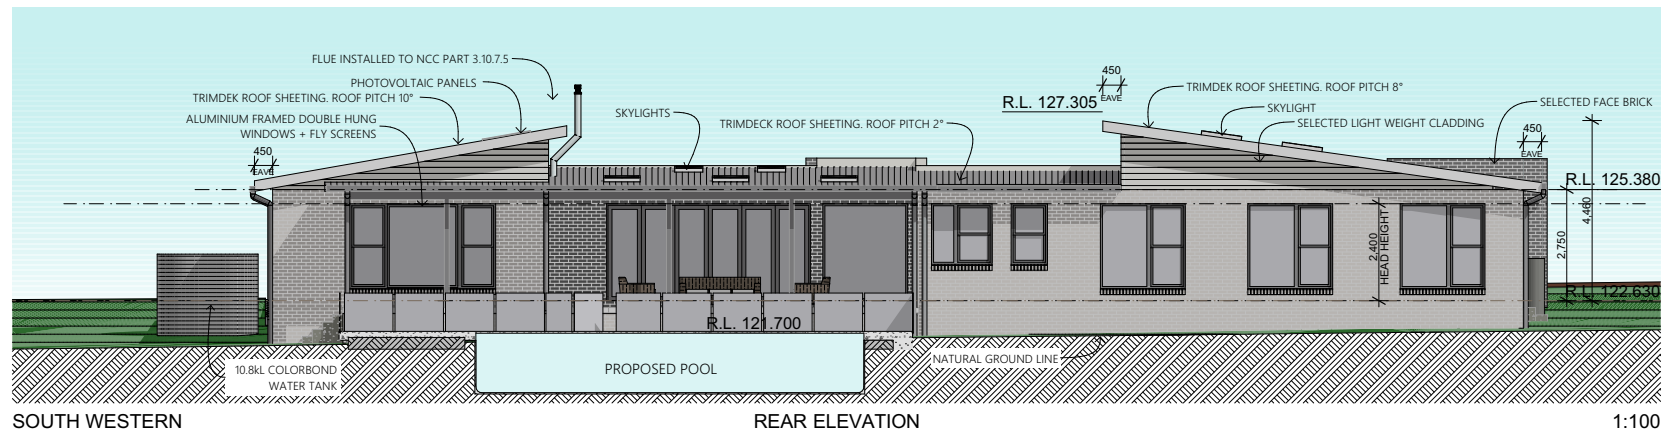 FLUE INSTALLED TO NCC PART 3.10.7.5
PHOTOVOLTAIC PANELS
TRIMDEK ROOF SHEETING. ROOF PITCH 10°
ALUMINIUM FRAMED DOUBLE HUNG
WINDOWS + FLY SCREENS
450
EAVE
SKYLIGHTS
TRIMDECK ROOF SHEETING. ROOF PITCH 2°
R.L. 127.305
450
EAVE
TRIMDEK ROOF SHEETING. ROOF PITCH 8°
SKYLIGHT
SELECTED LIGHT WEIGHT CLADDING
SELECTED FACE BRICK
450
EAVE
R.L. 125.380
4,460
2,750
2,400
HEAD HEIGHT
R.L. 122.630
R.L. 121.700
10.8kL COLORBOND
WATER TANK
PROPOSED POOL
NATURAL GROUND LINE
SOUTH WESTERN
REAR ELEVATION
1:100